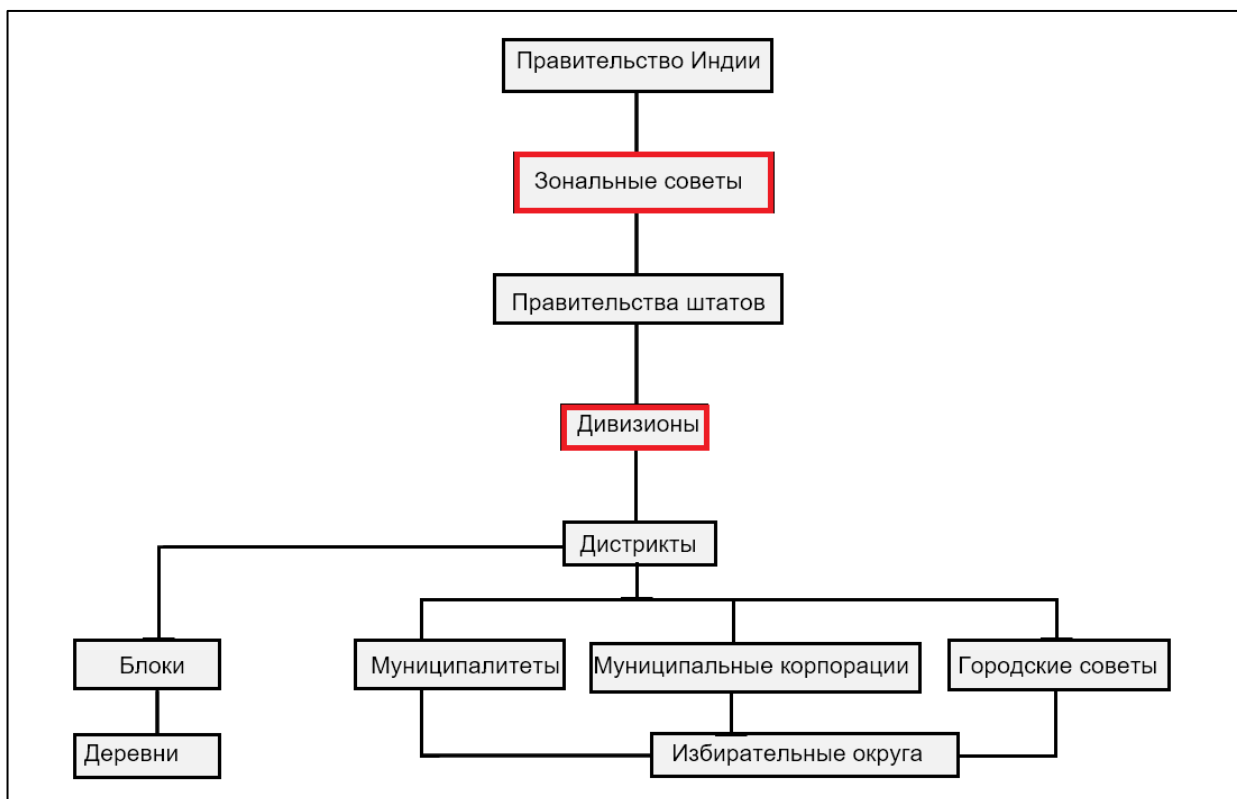 Правительство Индии
Зональные советы
Правительства штатов
Дивизионы
Дистрикты
Блоки
Муниципалитеты
Муниципальные корпорации
Городские советы
Деревни
Избирательные округа